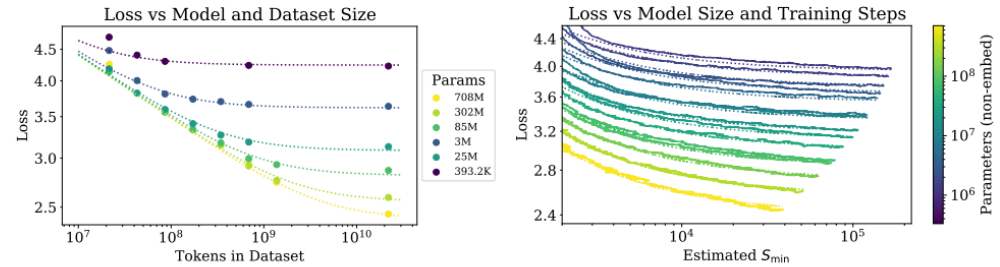 Loss vs Model and Dataset Size
4.5
4.0
3.5
3.0
2.5
Loss
10^7
10^8
10^9
10^10
Tokens in Dataset
Params
708M
302M
85M
3M
25M
393.2K
Loss vs Model Size and Training Steps
4.4
4.0
3.6
3.2
2.8
2.4
Loss
10^4
10^5
Estimated S_min
10^8
10^7
10^6
Parameters (non-embed)